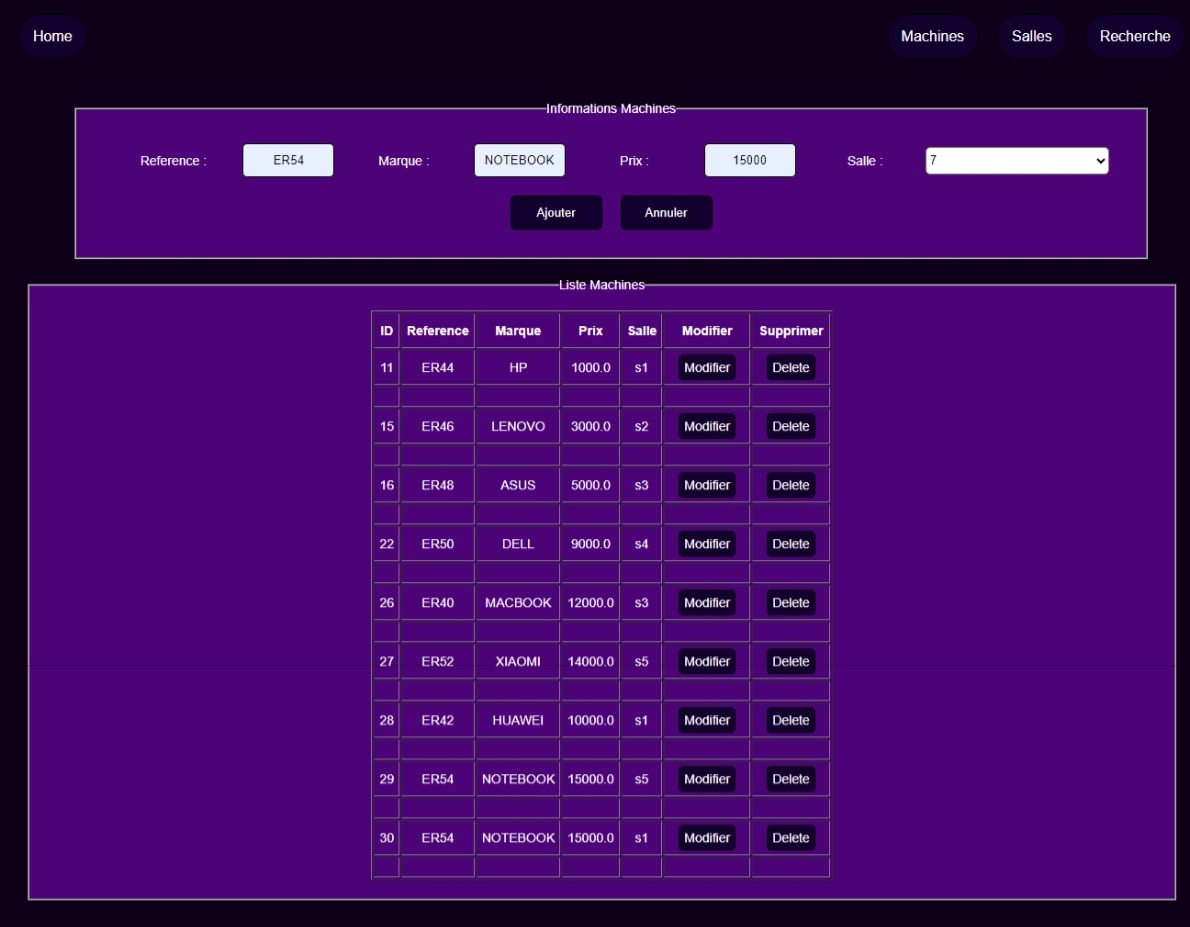 Home Machines Salles Recherche
Informations Machines
Reference : ER54 Marque : NOTEBOOK Prix : 15000 Salle : 7
Ajouter Annuler
Liste Machines
ID Reference Marque Prix Salle Modifier Supprimer
11 ER44 HP 1000.0 s1 Modifier Delete
15 ER46 LENOVO 3000.0 s2 Modifier Delete
16 ER48 ASUS 5000.0 s3 Modifier Delete
22 ER50 DELL 9000.0 s4 Modifier Delete
26 ER40 MACBOOK 12000.0 s3 Modifier Delete
27 ER52 XIAOMI 14000.0 s5 Modifier Delete
28 ER42 HUAWEI 10000.0 s1 Modifier Delete
29 ER54 NOTEBOOK 15000.0 s5 Modifier Delete
30 ER54 NOTEBOOK 15000.0 s1 Modifier Delete